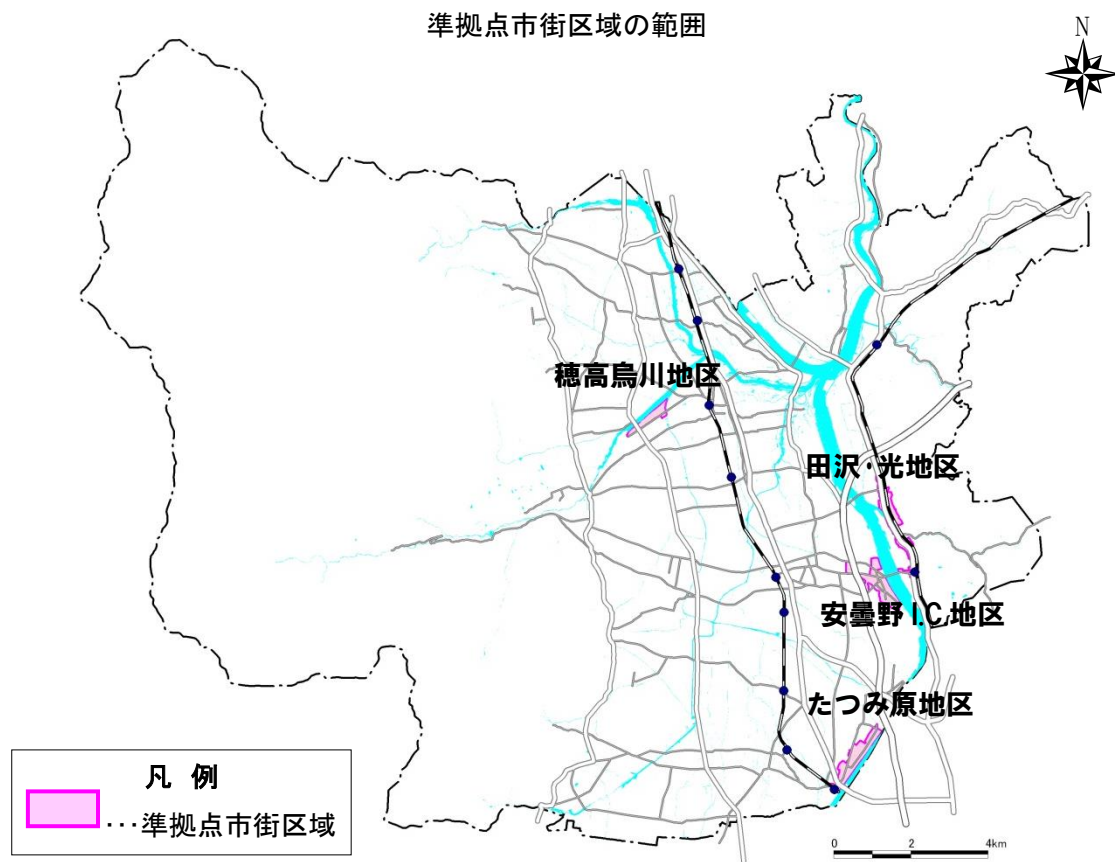 準拠点市街区域の範囲
N
穂高烏川地区
田沢・光地区
安曇野I.C.地区
たつみ原地区
凡 例
…準拠点市街区域
0 2 4km